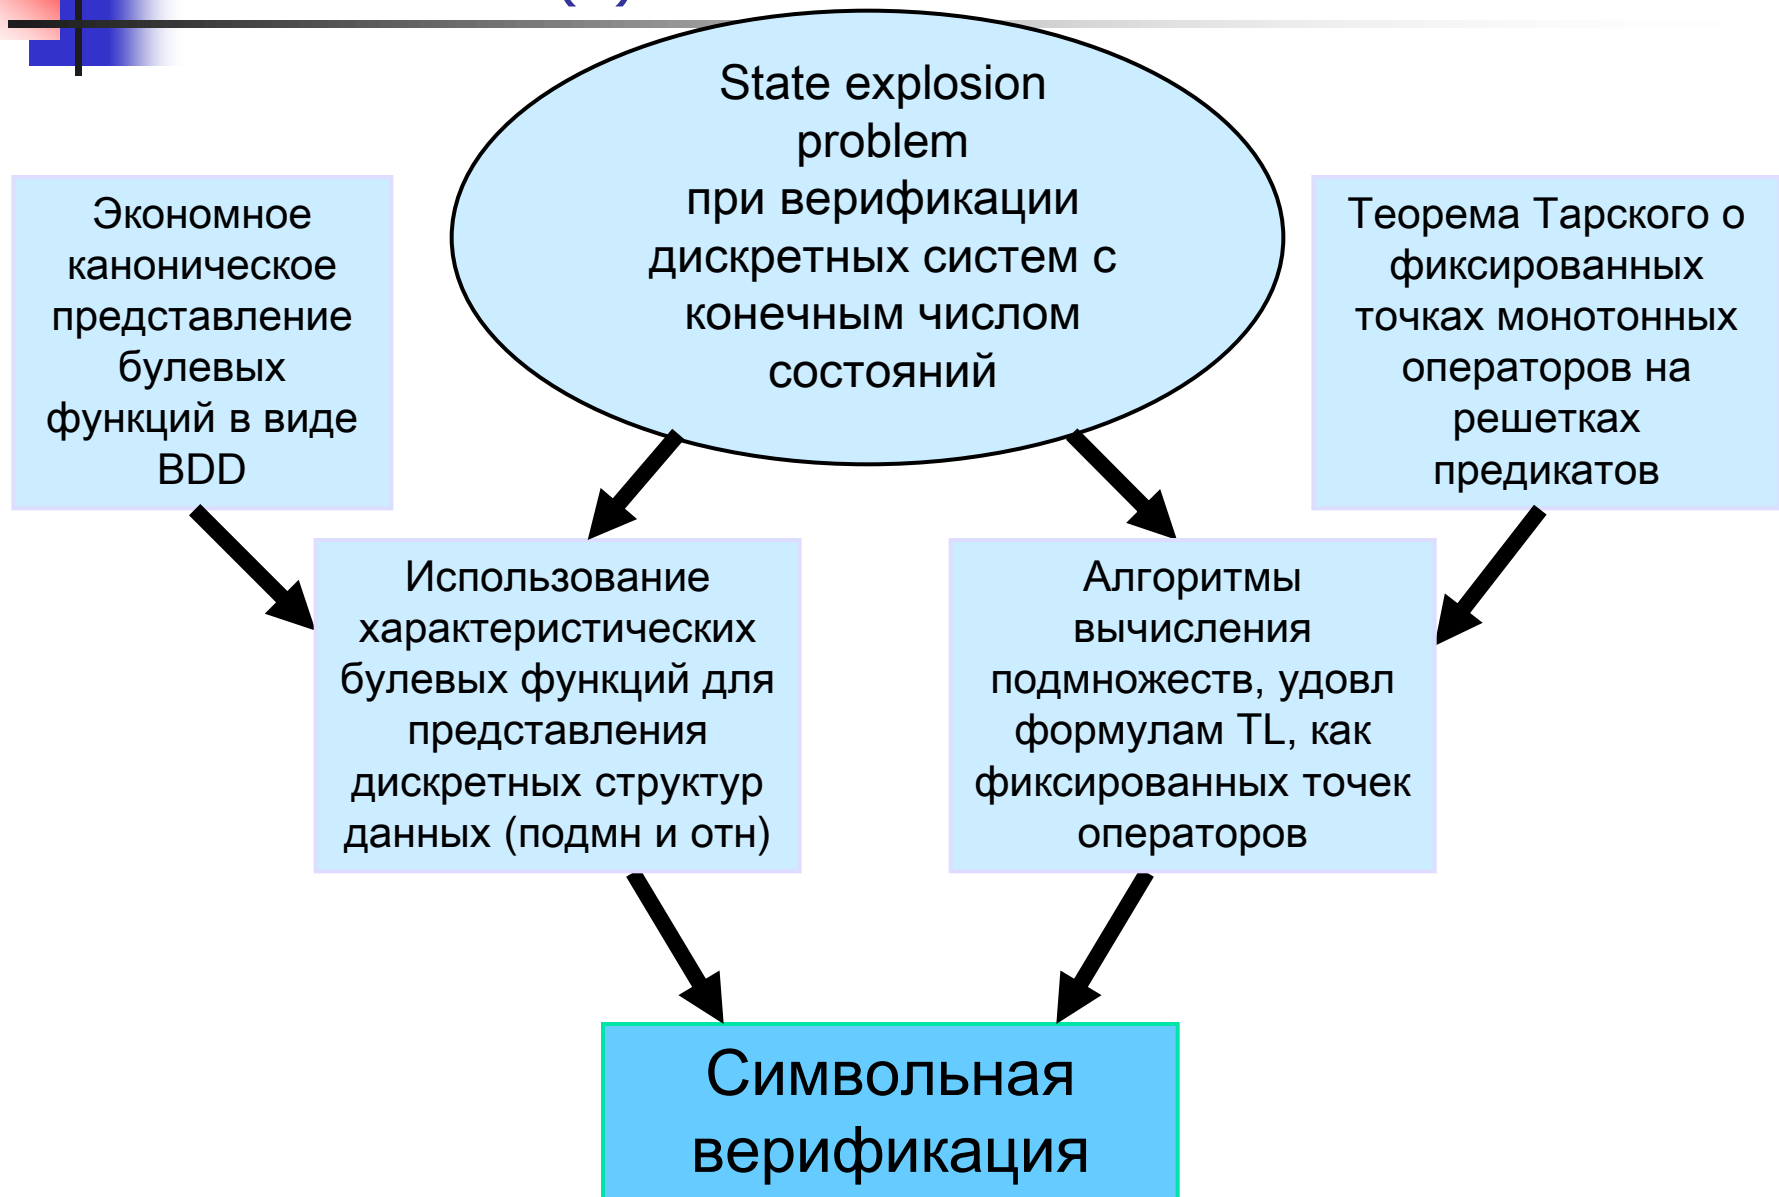 State explosion
problem
при верификации
дискретных систем с
конечным числом
состояний
Экономное
каноническое
представление
булевых
функций в виде
BDD
Теорема Тарского о
фиксированных
точках монотонных
операторов на
решетках
предикатов
Использование
характеристических
булевых функций для
представления
дискретных структур
данных (подмн и отн)
Алгоритмы
вычисления
подмножеств, удовл
формулам TL, как
фиксированных точек
операторов
Символьная
верификация